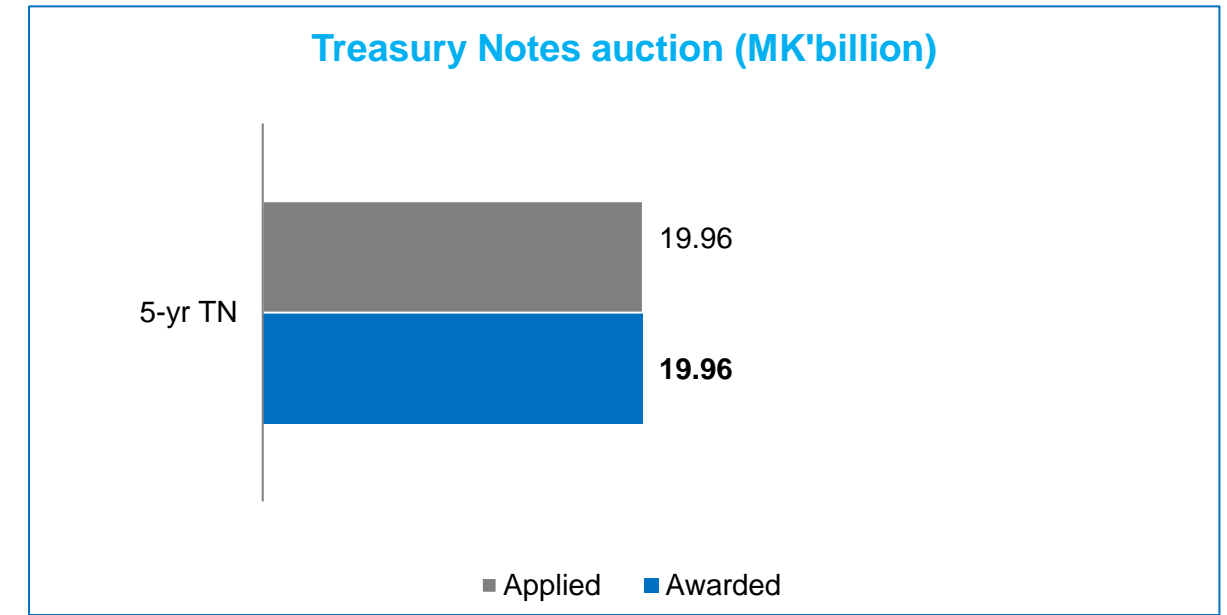 Treasury Notes auction (MK'billion)
19.96
5-yr TN
19.96
Applied Awarded